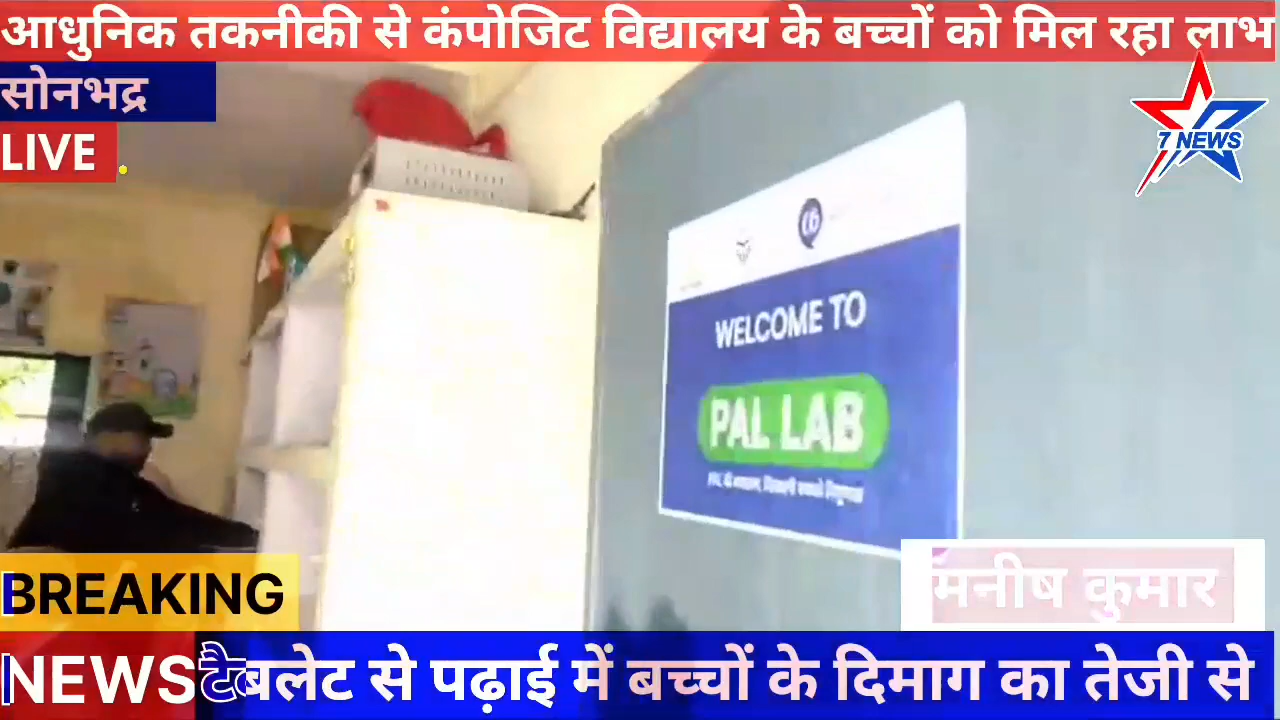 आधुनिक तकनीकी से कंपोजिट विद्यालय के बच्चों को मिल रहा लाभ
सोनभद्र
LIVE
7 NEWS
WELCOME TO
PAL LAB
BREAKING
मनीष कुमार
NEWS टैबलेट से पढ़ाई में बच्चों के दिमाग का तेजी से